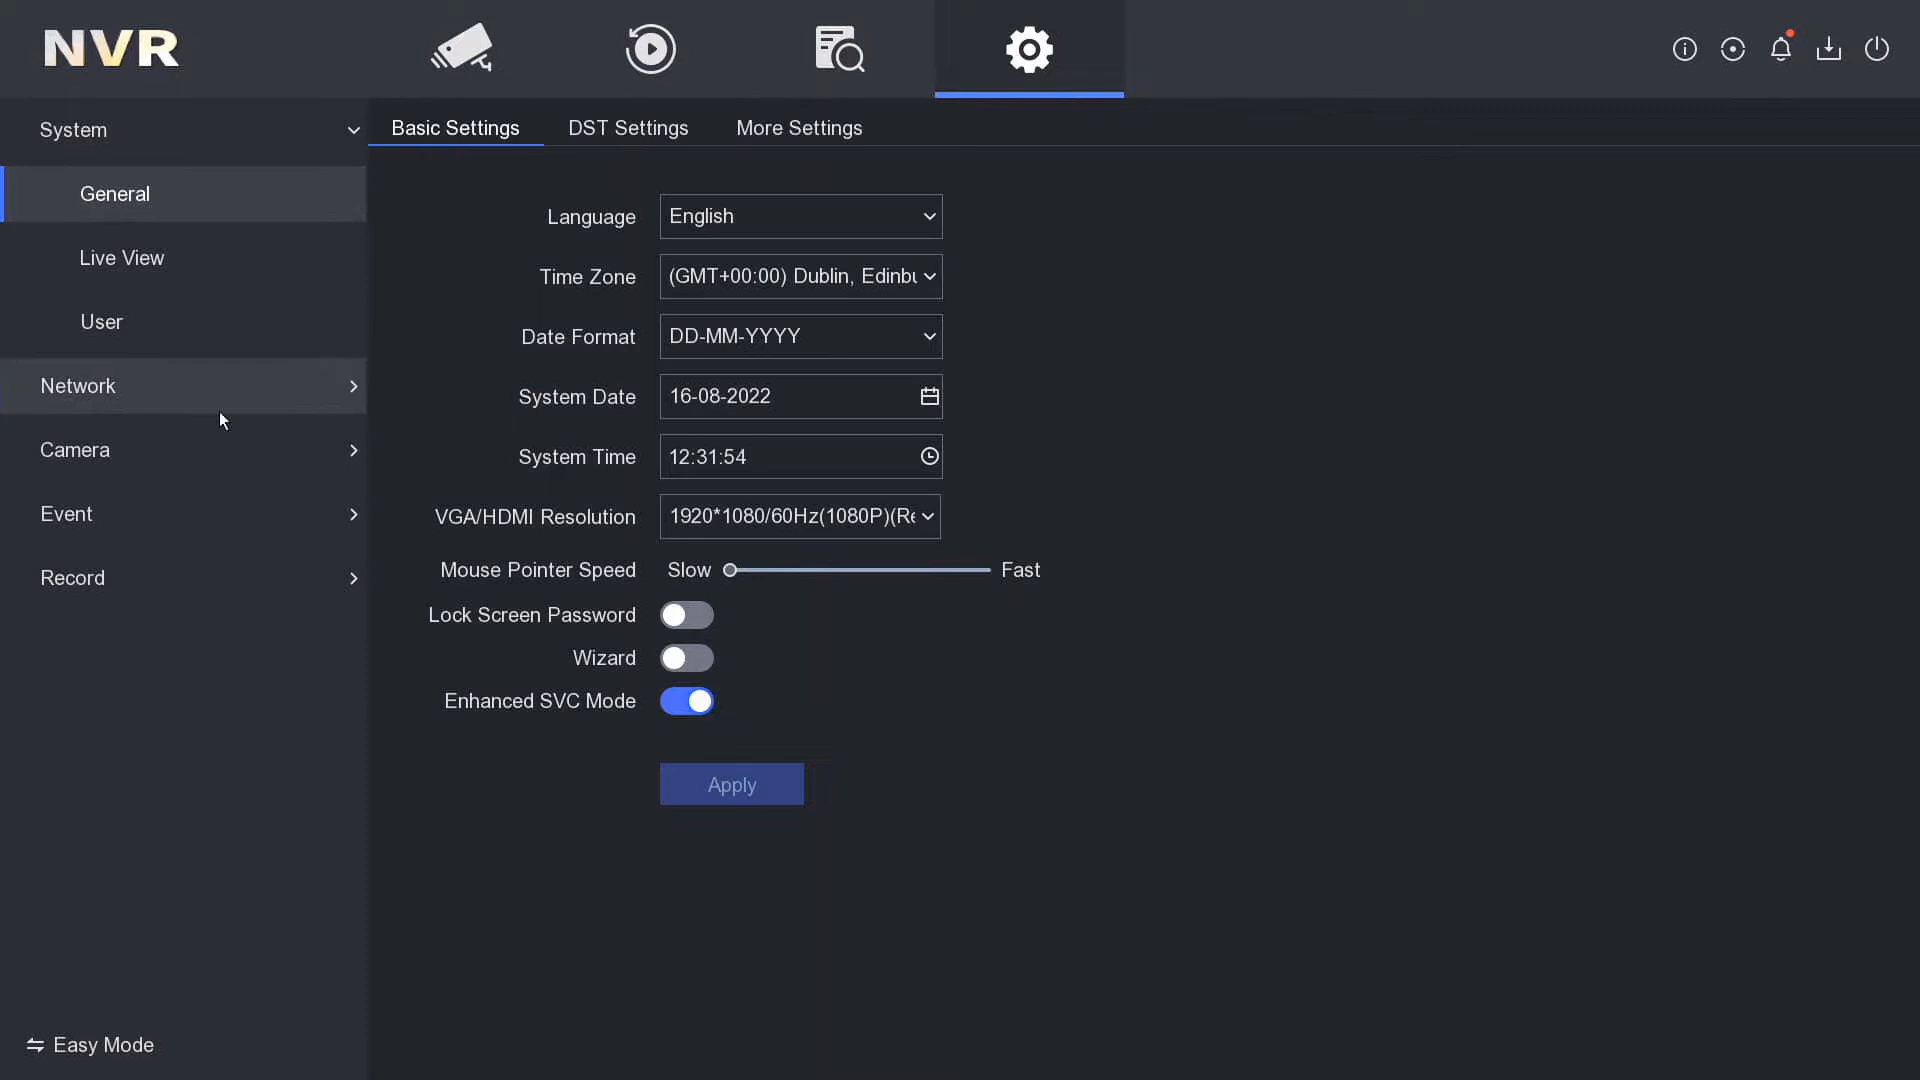 NVR
System
General
Live View
User
Network
Camera
Event
Record
Easy Mode
Basic Settings DST Settings More Settings
Language English
Time Zone (GMT+00:00) Dublin, Edinbu
Date Format DD-MM-YYYY
System Date 16-08-2022
System Time 12:31:54
VGA/HDMI Resolution 1920*1080/60Hz(1080P)(Re
Mouse Pointer Speed Slow Fast
Lock Screen Password
Wizard
Enhanced SVC Mode
Apply